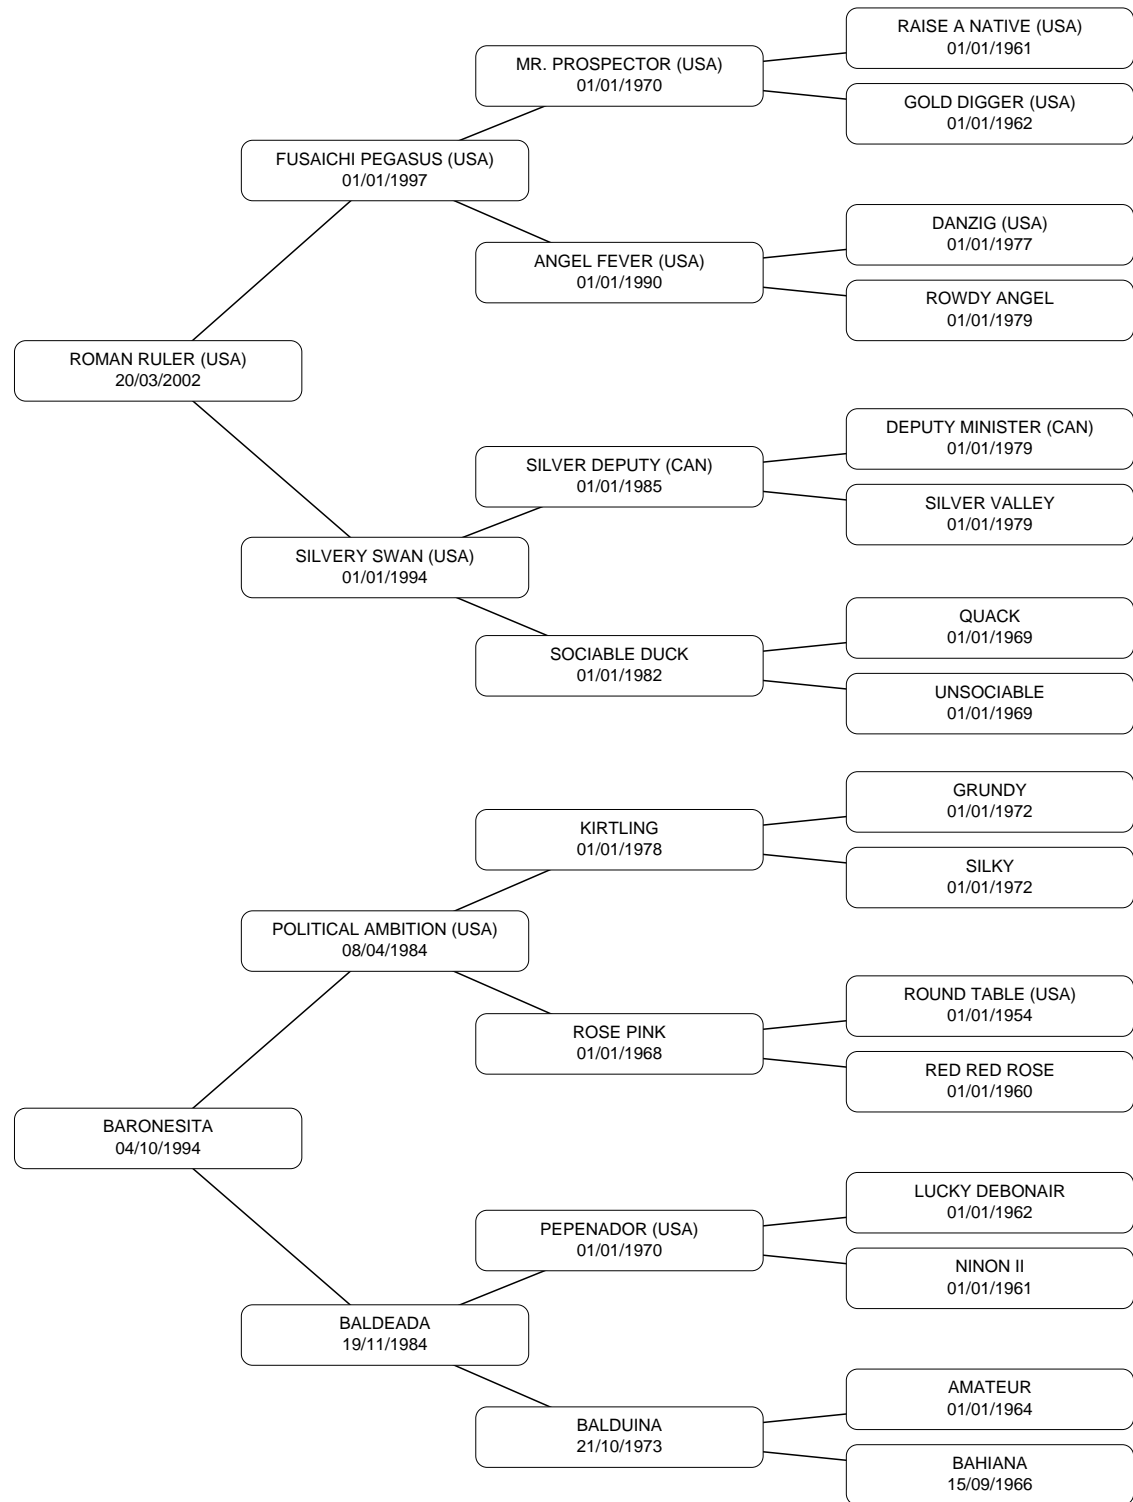 RAISE A NATIVE (USA)
01/01/1961
MR. PROSPECTOR (USA)
01/01/1970
GOLD DIGGER (USA)
01/01/1962
FUSAICHI PEGASUS (USA)
01/01/1997
DANZIG (USA)
01/01/1977
ANGEL FEVER (USA)
01/01/1990
ROWDY ANGEL
01/01/1979
ROMAN RULER (USA)
20/03/2002
DEPUTY MINISTER (CAN)
01/01/1979
SILVER DEPUTY (CAN)
01/01/1985
SILVER VALLEY
01/01/1979
SILVERY SWAN (USA)
01/01/1994
QUACK
01/01/1969
SOCIABLE DUCK
01/01/1982
UNSOCIABLE
01/01/1969
GRUNDY
01/01/1972
KIRTLING
01/01/1978
SILKY
01/01/1972
POLITICAL AMBITION (USA)
08/04/1984
ROUND TABLE (USA)
01/01/1954
ROSE PINK
01/01/1968
RED RED ROSE
01/01/1960
BARONESITA
04/10/1994
LUCKY DEBONAIR
01/01/1962
PEPENADOR (USA)
01/01/1970
NINON II
01/01/1961
BALDEADA
19/11/1984
AMATEUR
01/01/1964
BALDUINA
21/10/1973
BAHIANA
15/09/1966